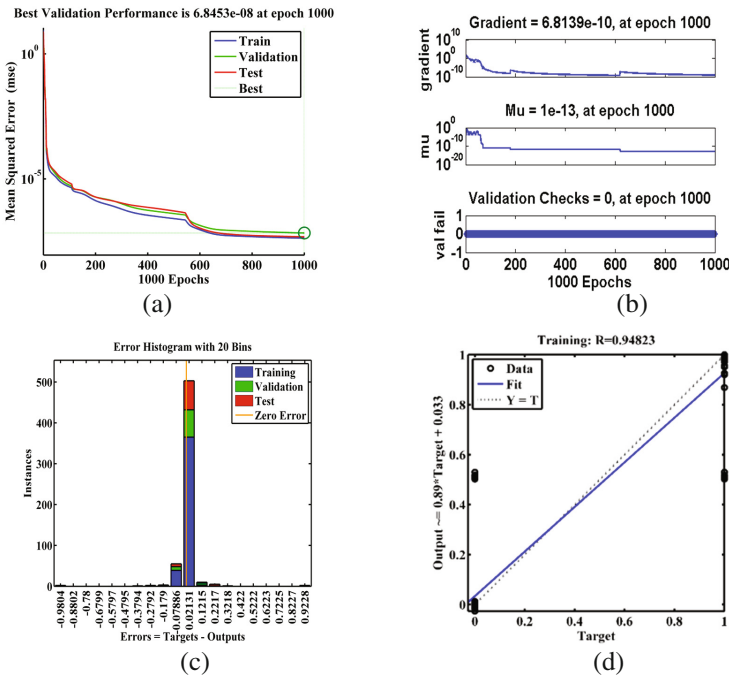 Best Validation Performance is 6.8453e-08 at epoch 1000
Mean Squared Error (mse)
10^0
10^-5
Train
Validation
Test
Best
0 200 400 600 800 1000
1000 Epochs
(a)
Gradient = 6.8139e-10, at epoch 1000
gradient
10^10
10^0
10^-10
Mu = 1e-13, at epoch 1000
mu
10^0
10^-10
10^-20
Validation Checks = 0, at epoch 1000
val fail
1
0
-1
0 200 400 600 800 1000
1000 Epochs
(b)
Error Histogram with 20 Bins
Instances
500
400
300
200
100
0
Training
Validation
Test
Zero Error
-0.9804 -0.8802 -0.78 -0.6799 -0.5797 -0.4795 -0.3794 -0.2792 -0.179 -0.07886 0.02131 0.1215 0.2217 0.3218 0.422 0.5222 0.6223 0.7225 0.8227 0.9228
Errors = Targets - Outputs
(c)
Training: R=0.94823
Output ~= 0.89*Target + 0.033
1
0.8
0.6
0.4
0.2
0
Data
Fit
Y = T
0 0.2 0.4 0.6 0.8 1
Target
(d)